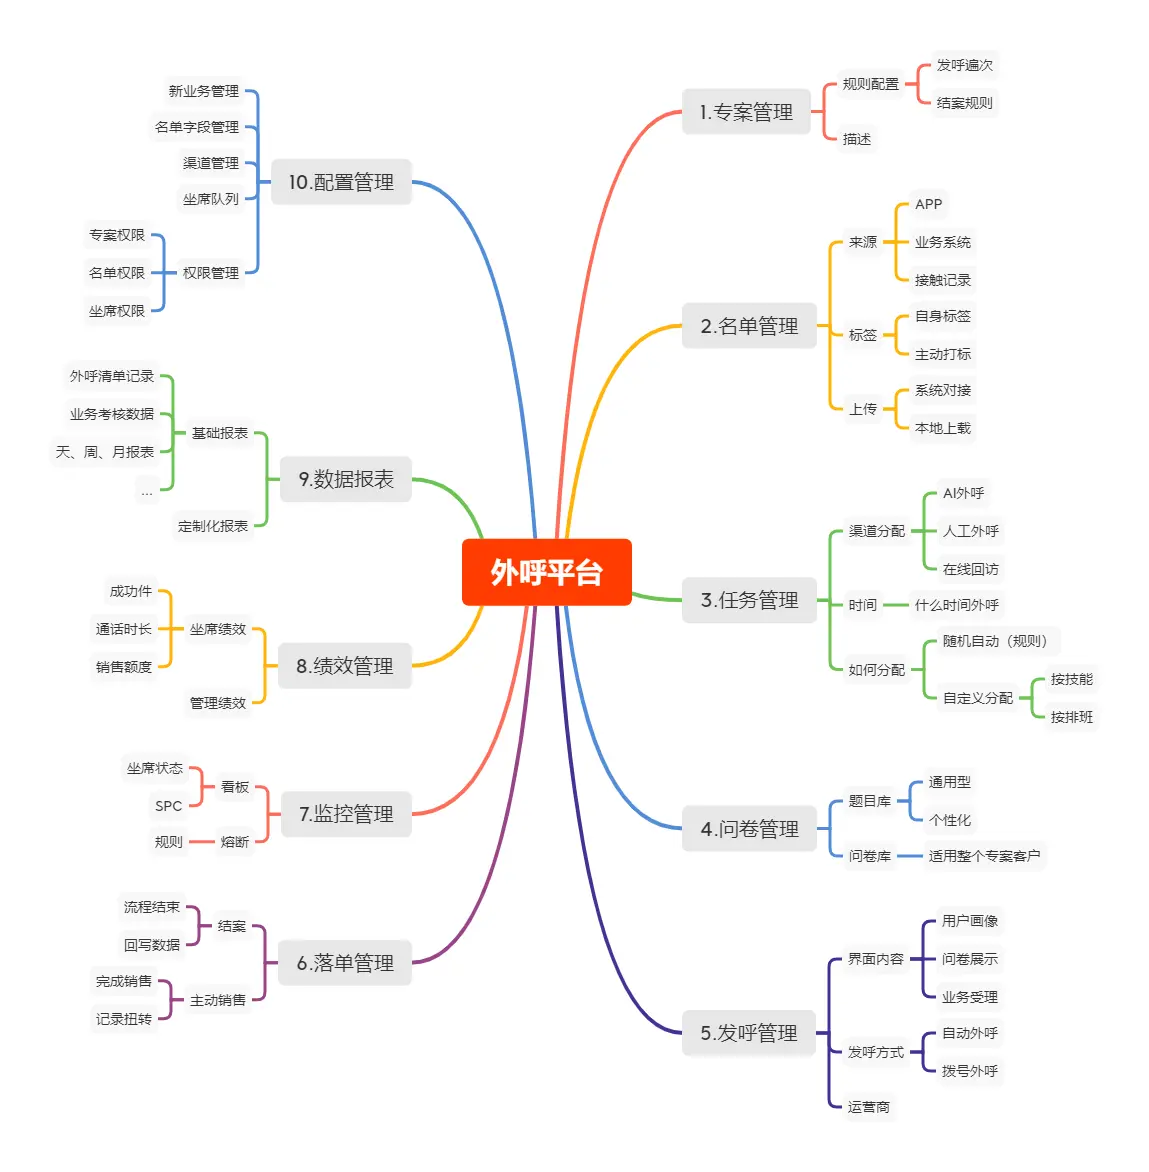 外呼平台
1.专案管理
规则配置
发呼遍次
结案规则
描述
2.名单管理
来源
APP
业务系统
接触记录
标签
自身标签
主动打标
上传
系统对接
本地上载
3.任务管理
渠道分配
AI外呼
人工外呼
在线回访
时间
什么时间外呼
如何分配
随机自动（规则）
自定义分配
按技能
按排班
4.问卷管理
题目库
通用型
个性化
问卷库
适用整个专案客户
5.发呼管理
界面内容
用户画像
问卷展示
业务受理
发呼方式
自动外呼
拨号外呼
运营商
6.落单管理
结案
流程结束
回写数据
主动销售
完成销售
记录扭转
7.监控管理
看板
坐席状态
SPC
熔断
规则
8.绩效管理
坐席绩效
成功件
通话时长
销售额度
管理绩效
9.数据报表
基础报表
外呼清单记录
业务考核数据
天、周、月报表
...
定制化报表
10.配置管理
新业务管理
名单字段管理
渠道管理
坐席队列
权限管理
专案权限
名单权限
坐席权限